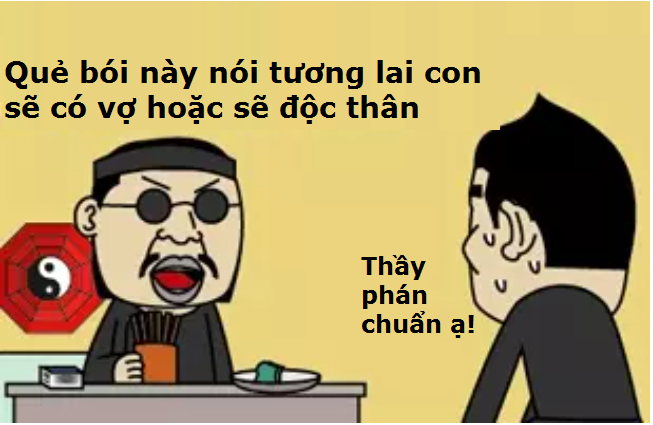 Quẻ bói này nói tương lai con
sẽ có vợ hoặc sẽ độc thân
Thầy
phán
chuẩn ạ!